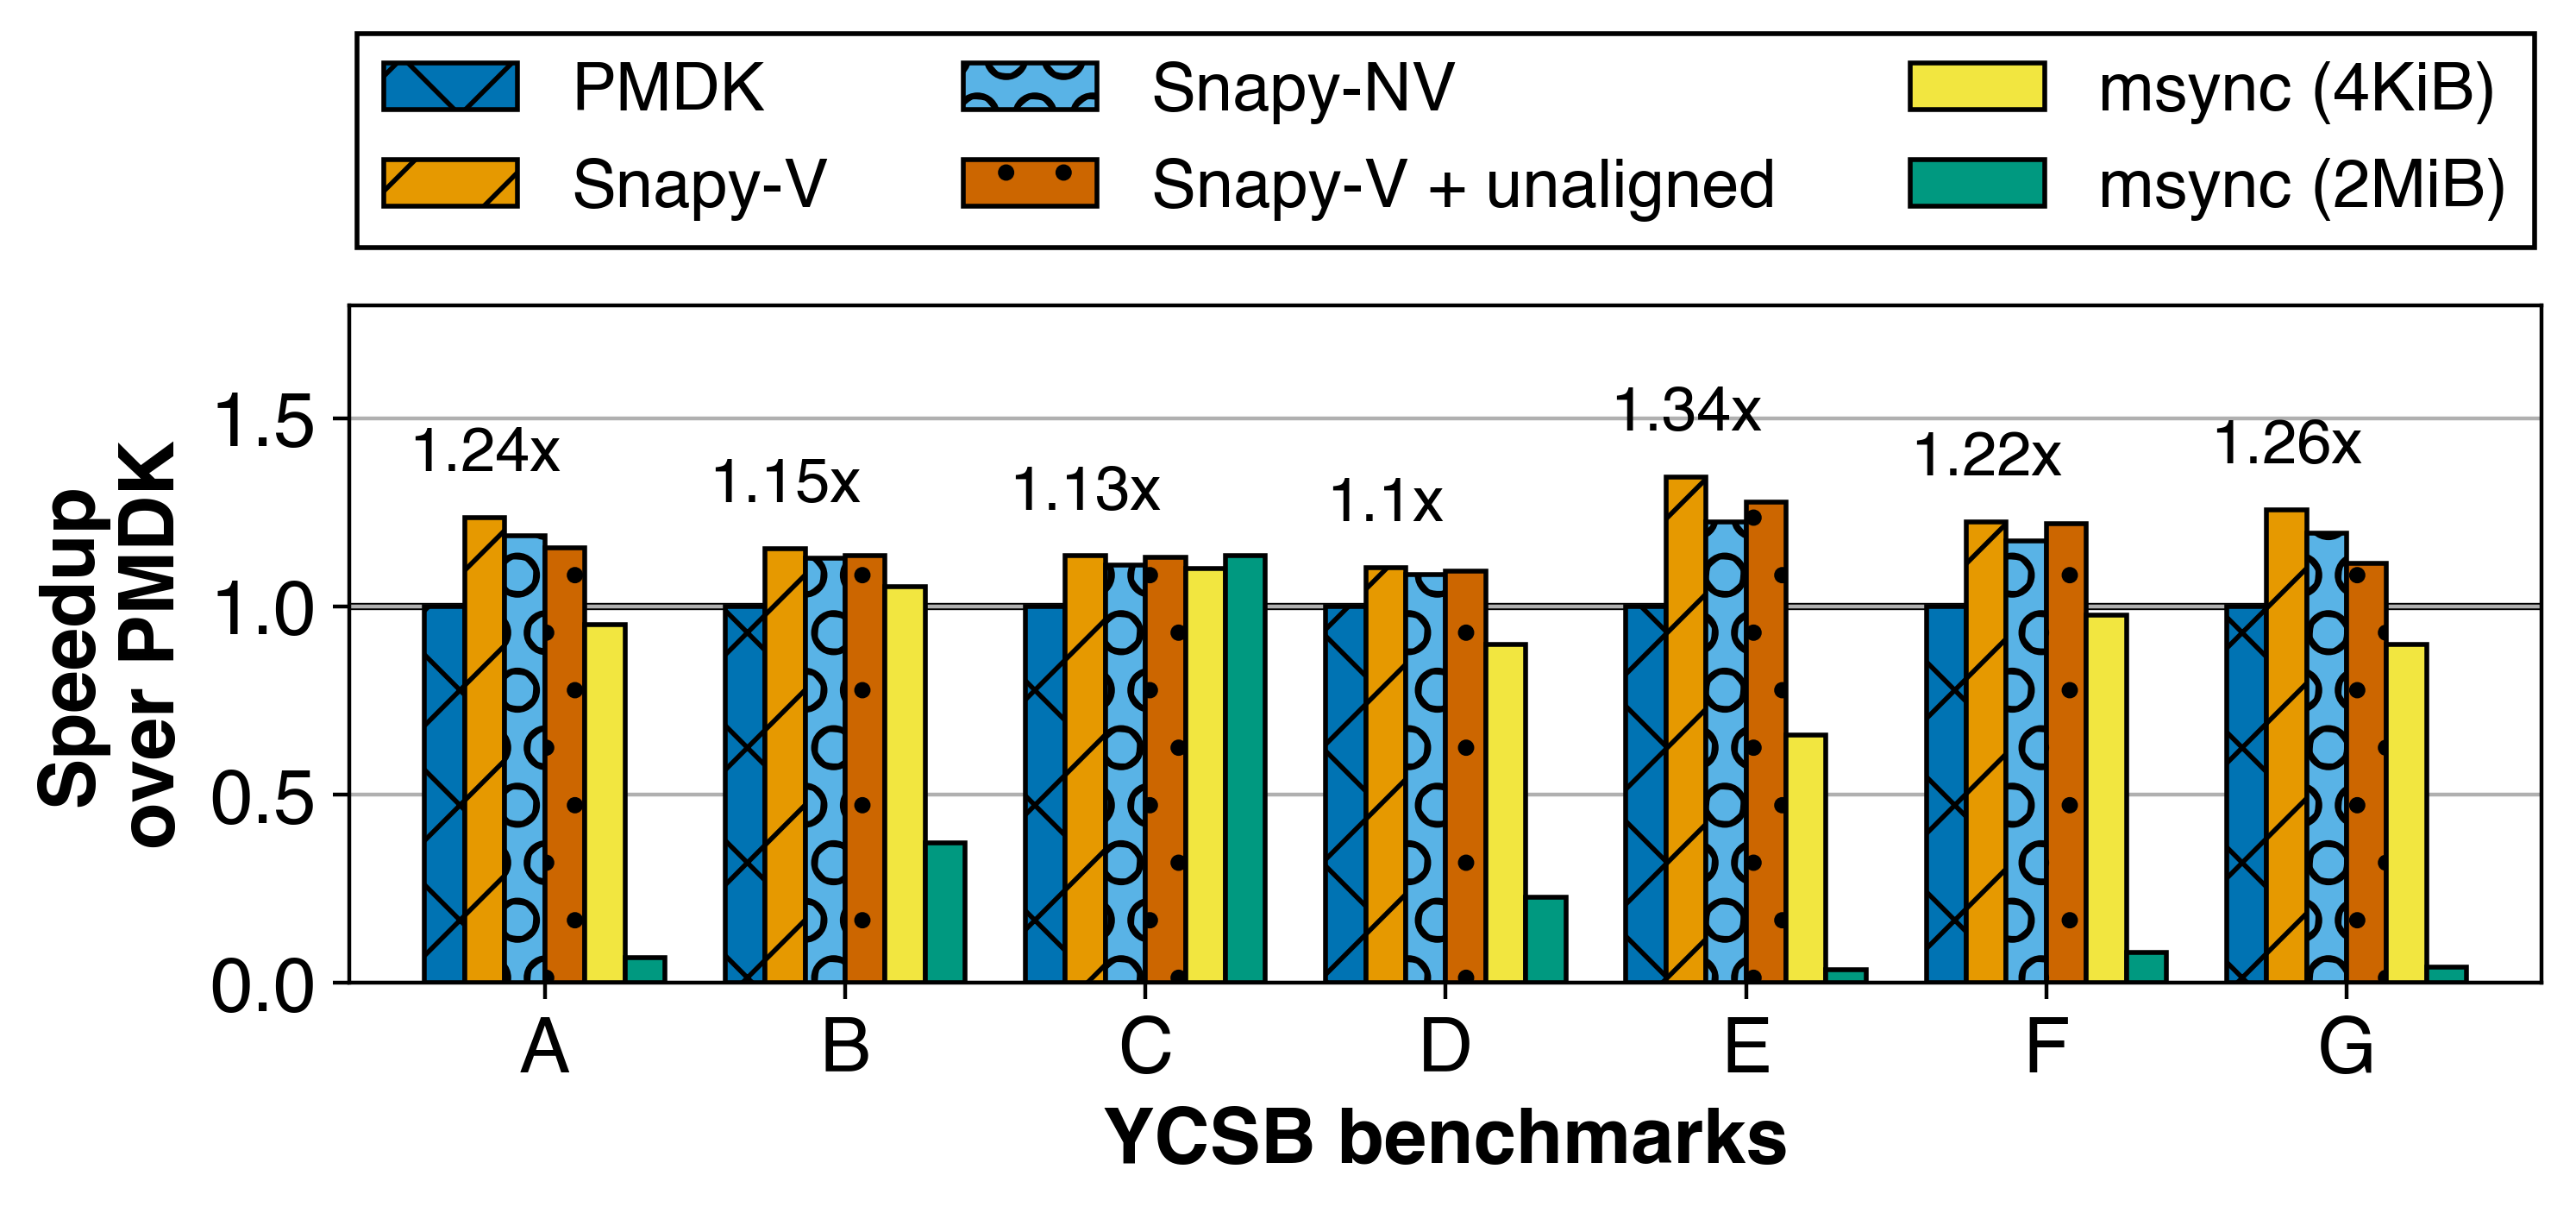 PMDK Snapy-NV msync (4KiB)
Snapy-V Snapy-V + unaligned msync (2MiB)
Speedup
over PMDK
1.5
1.0
0.5
0.0
1.24x 1.15x 1.13x 1.1x 1.34x 1.22x 1.26x
A B C D E F G
YCSB benchmarks